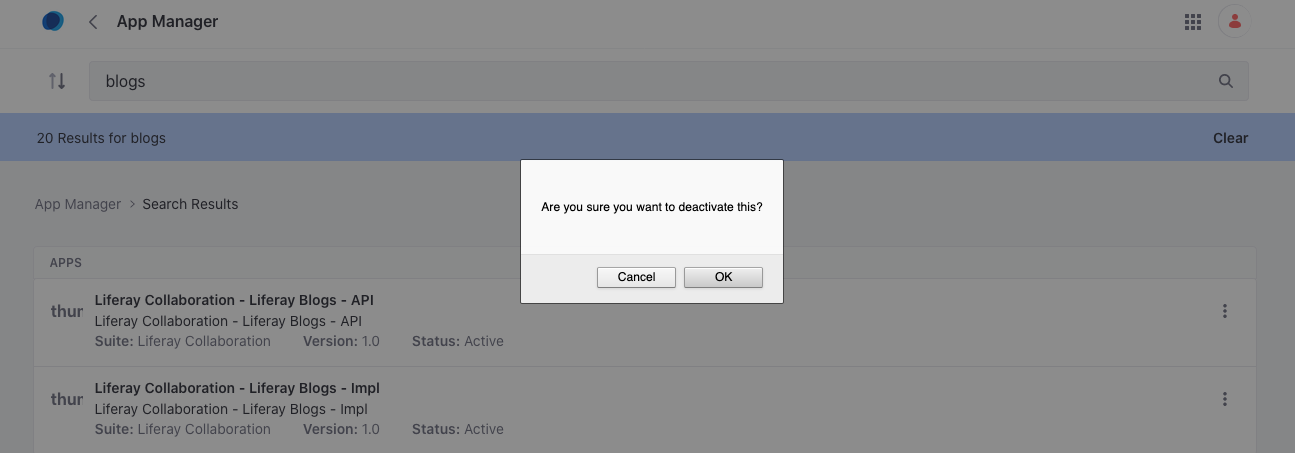 App Manager
blogs
20 Results for blogs
Clear
Are you sure you want to deactivate this?
Cancel
OK
App Manager > Search Results
APPS
thur
Liferay Collaboration - Liferay Blogs - API
Liferay Collaboration - Liferay Blogs - API
Suite: Liferay Collaboration Version: 1.0 Status: Active
thur
Liferay Collaboration - Liferay Blogs - Impl
Liferay Collaboration - Liferay Blogs - Impl
Suite: Liferay Collaboration Version: 1.0 Status: Active